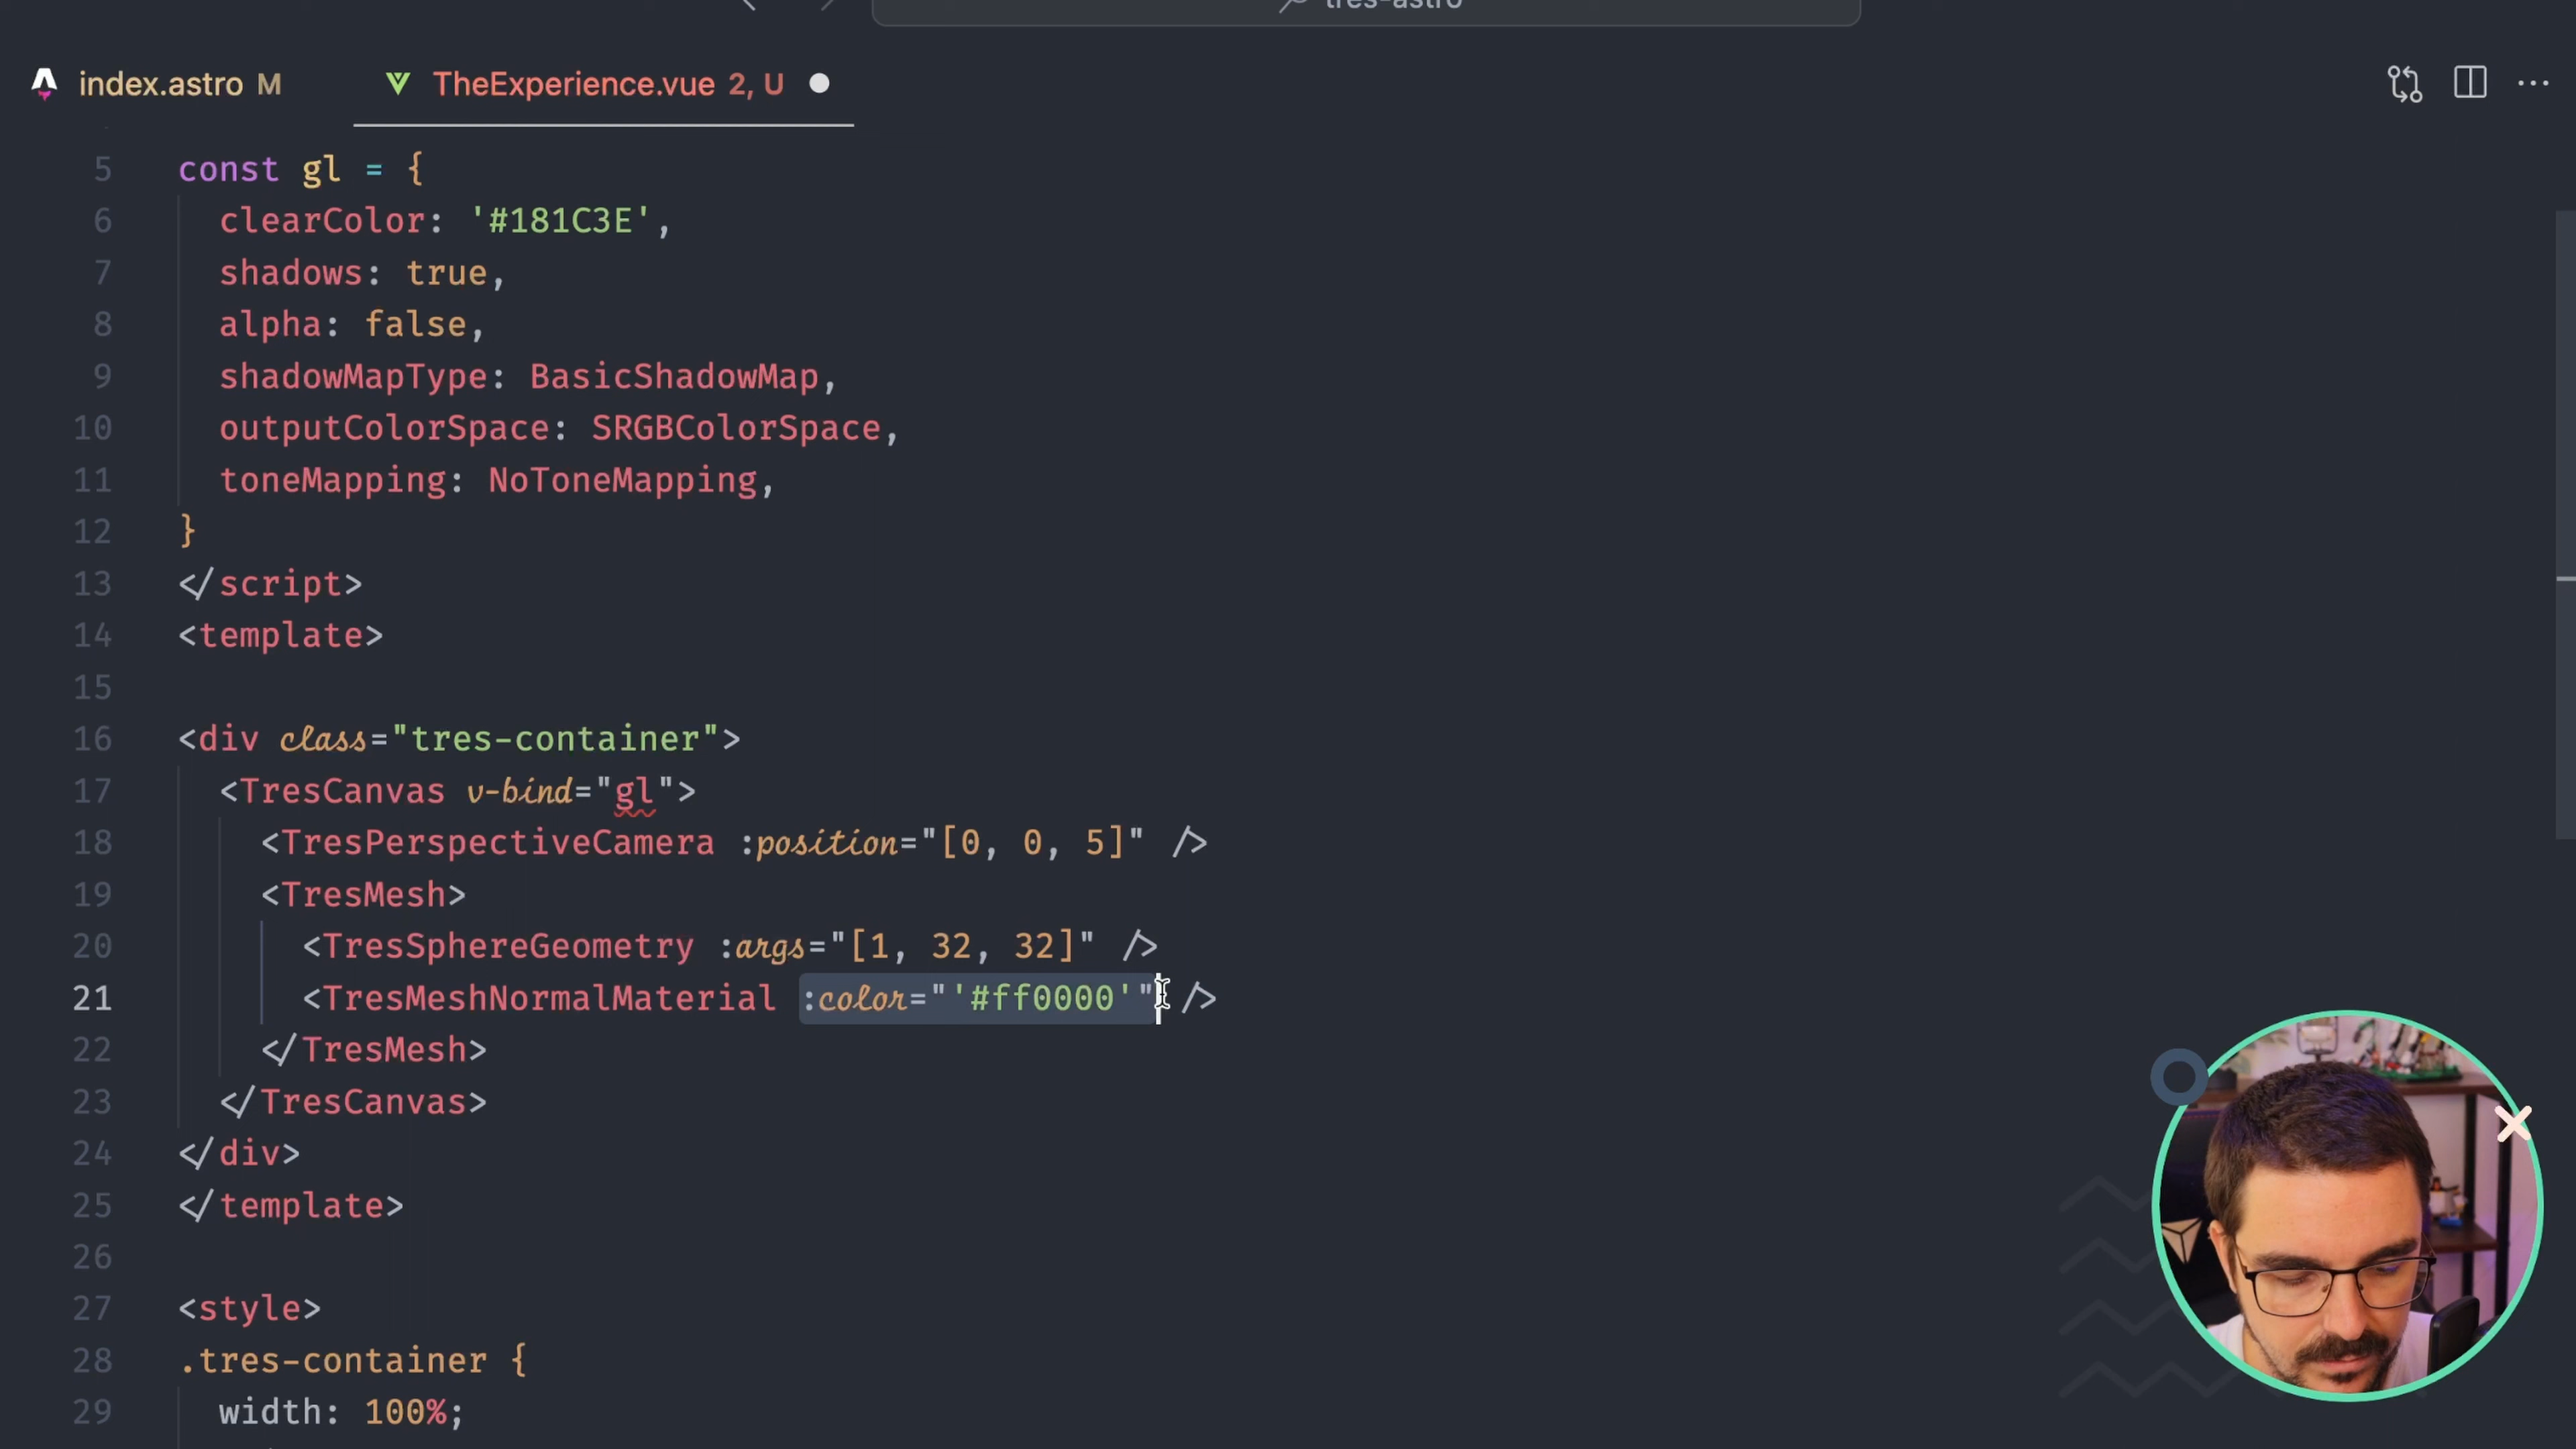 tres-astro
index.astro M
TheExperience.vue 2, U
5 const gl = {
6 clearColor: '#181C3E',
7 shadows: true,
8 alpha: false,
9 shadowMapType: BasicShadowMap,
10 outputColorSpace: SRGBColorSpace,
11 toneMapping: NoToneMapping,
12 }
13 </script>
14 <template>
15
16 <div class="tres-container">
17 <TresCanvas v-bind="gl">
18 <TresPerspectiveCamera :position="[0, 0, 5]" />
19 <TresMesh>
20 <TresSphereGeometry :args="[1, 32, 32]" />
21 <TresMeshNormalMaterial :color="'#ff0000'" />
22 </TresMesh>
23 </TresCanvas>
24 </div>
25 </template>
26
27 <style>
28 .tres-container {
29 width: 100%;